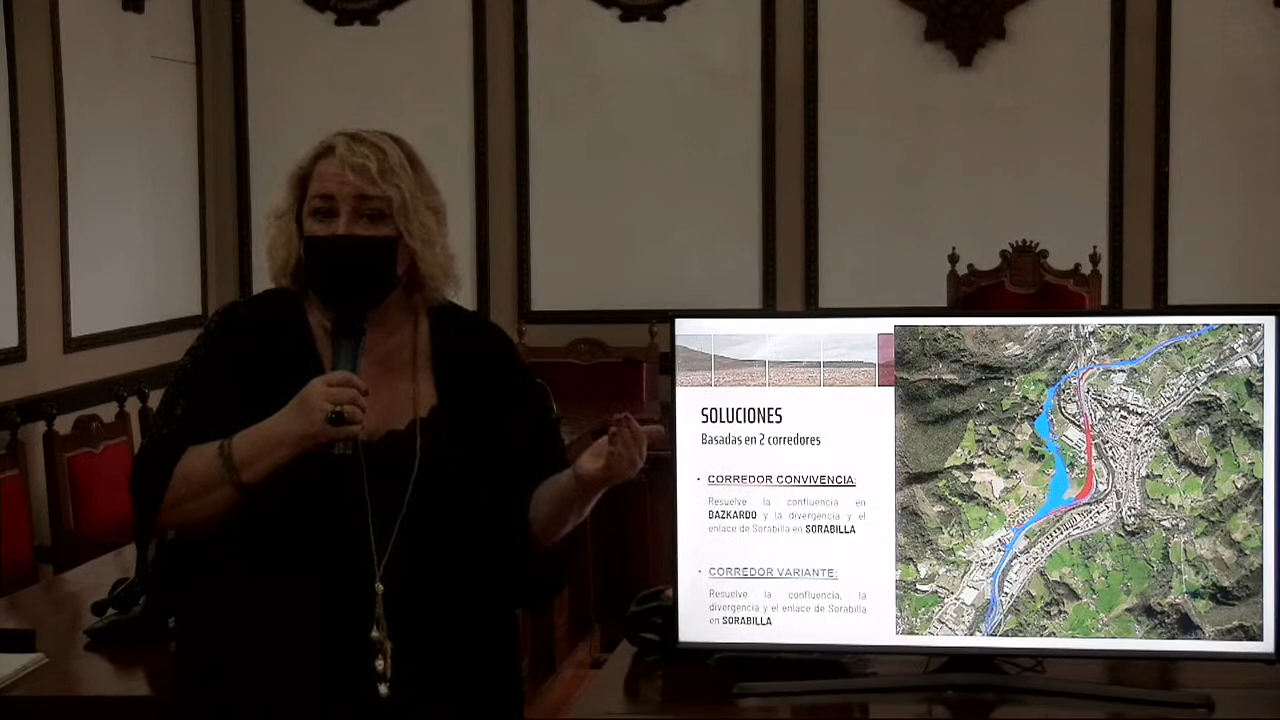 SOLUCIONES
Basadas en 2 corredores
• CORREDOR CONVIVENCIA:
Resuelve la confluencia en
BAZKARDO y la divergencia y el
enlace de Sorabilla en SORABILLA
• CORREDOR VARIANTE:
Resuelve la confluencia, la
divergencia y el enlace de Sorabilla
en SORABILLA